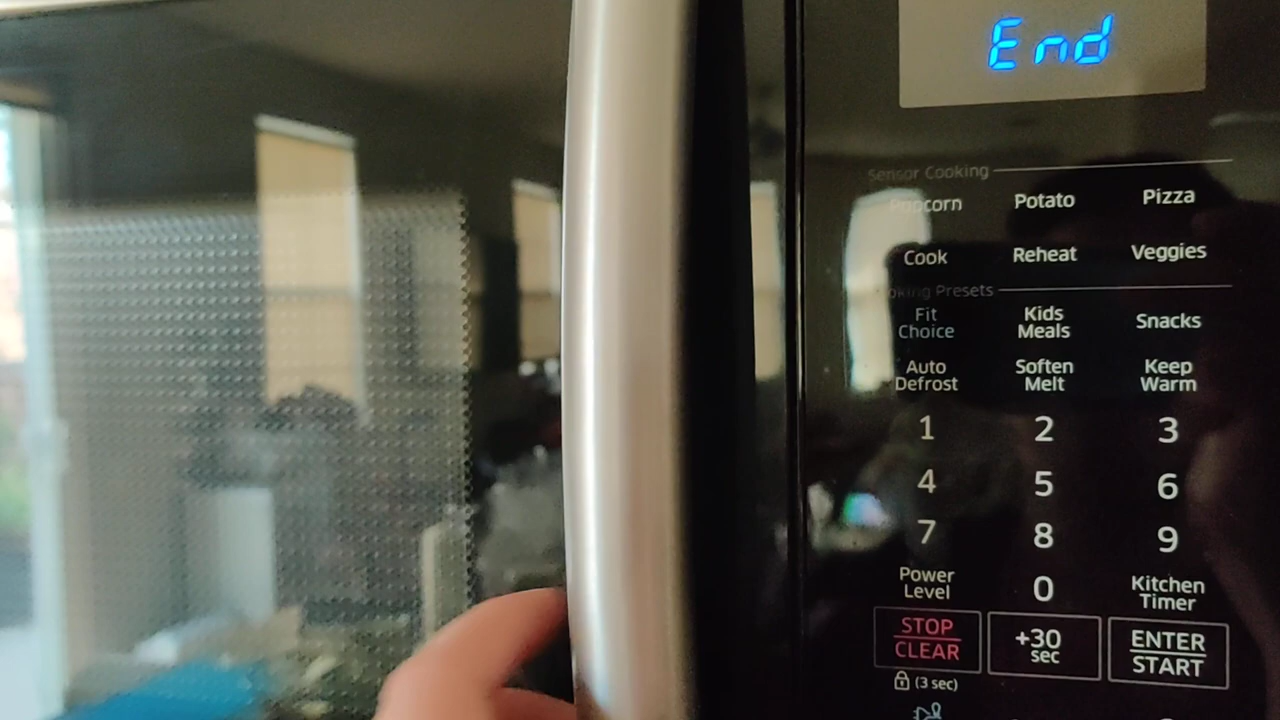 End
Sensor Cooking
Popcorn Potato Pizza
Cook Reheat Veggies
Cooking Presets
Fit Choice Kids Meals Snacks
Auto Defrost Soften Melt Keep Warm
1 2 3
4 5 6
7 8 9
Power Level 0 Kitchen Timer
STOP CLEAR +30 sec ENTER START
(3 sec)